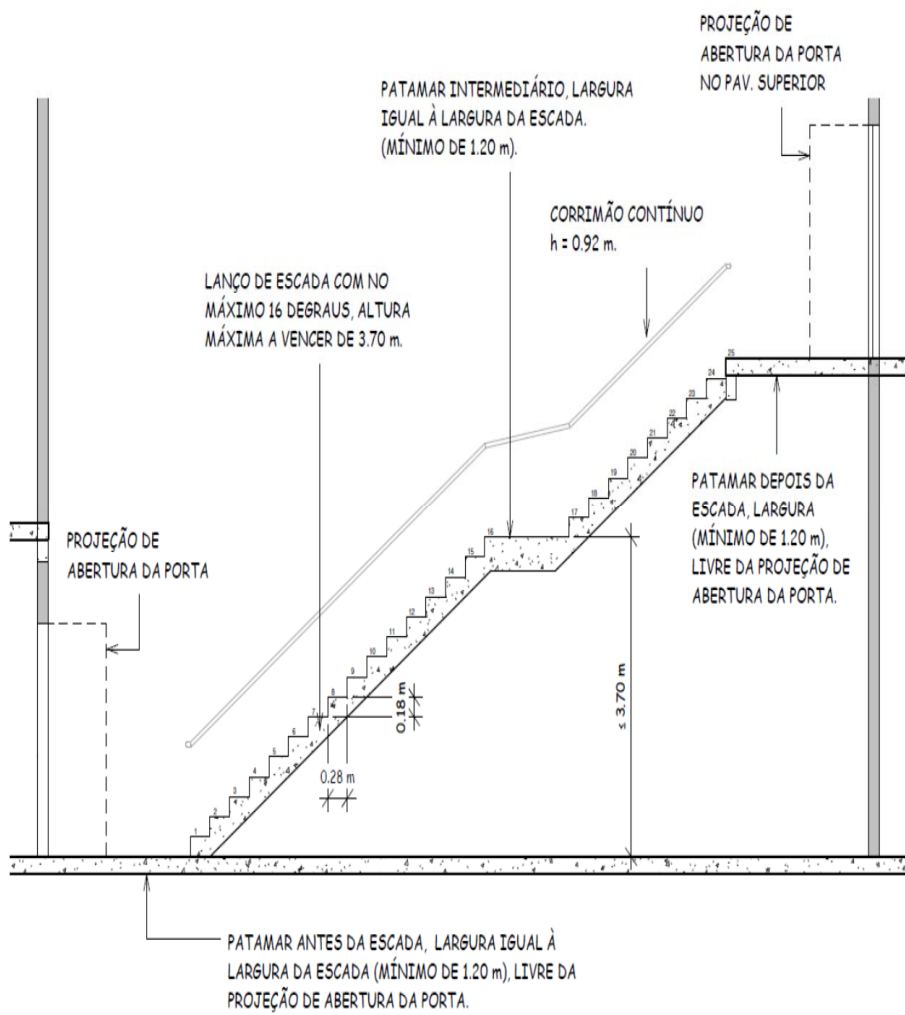 PROJEÇÃO DE
ABERTURA DA PORTA
NO PAV. SUPERIOR
PATAMAR INTERMEDIÁRIO, LARGURA
IGUAL À LARGURA DA ESCADA.
(MÍNIMO DE 1.20 m).
CORRIMÃO CONTÍNUO
h = 0.92 m.
LANÇO DE ESCADA COM NO
MÁXIMO 16 DEGRAUS, ALTURA
MÁXIMA A VENCER DE 3.70 m.
PROJEÇÃO DE
ABERTURA DA PORTA
PATAMAR DEPOIS DA
ESCADA, LARGURA
(MÍNIMO DE 1.20 m),
LIVRE DA PROJEÇÃO DE
ABERTURA DA PORTA.
25
24
23
22
21
20
19
18
17
16
15
14
13
12
11
10
9
8
7
6
5
4
3
2
1
0.18 m
0.28 m
≤ 3.70 m
PATAMAR ANTES DA ESCADA, LARGURA IGUAL À
LARGURA DA ESCADA (MÍNIMO DE 1.20 m), LIVRE DA
PROJEÇÃO DE ABERTURA DA PORTA.